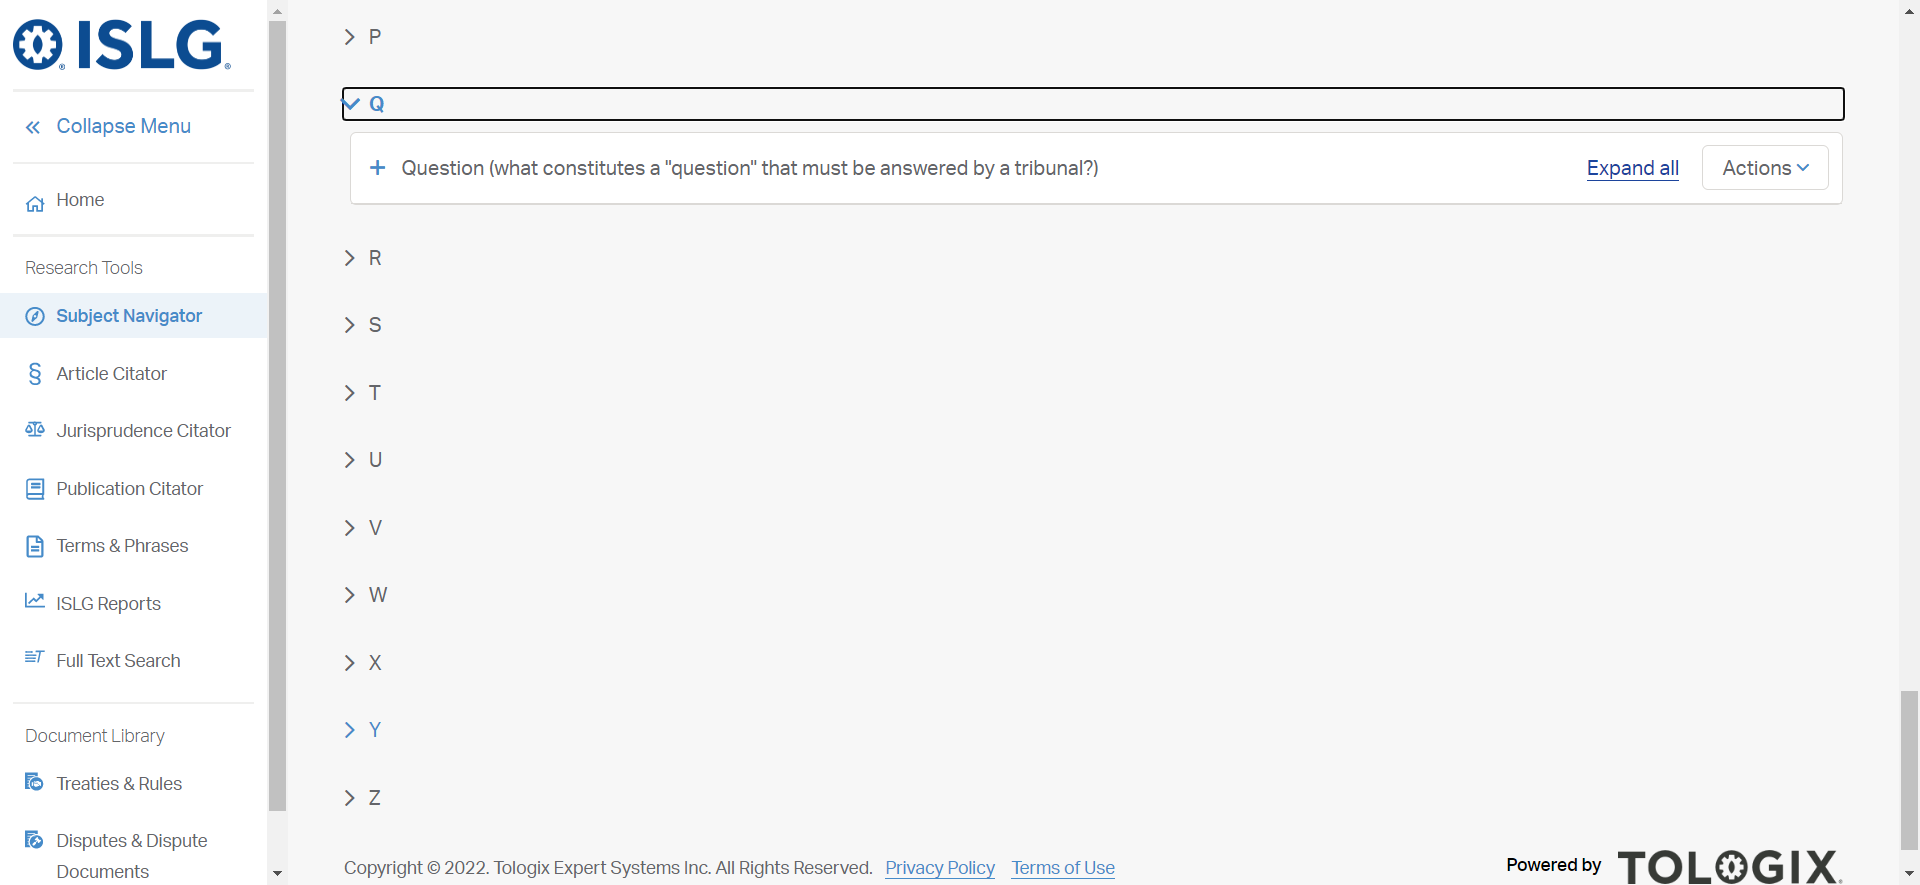 ISLG
Collapse Menu
Home
Research Tools
Subject Navigator
Article Citator
Jurisprudence Citator
Publication Citator
Terms & Phrases
ISLG Reports
Full Text Search
Document Library
Treaties & Rules
Disputes & Dispute
Documents
P
Q
Question (what constitutes a "question" that must be answered by a tribunal?)
Expand all
Actions
R
S
T
U
V
W
X
Y
Z
Copyright © 2022. Tologix Expert Systems Inc. All Rights Reserved. Privacy Policy Terms of Use
Powered by TOLOGIX